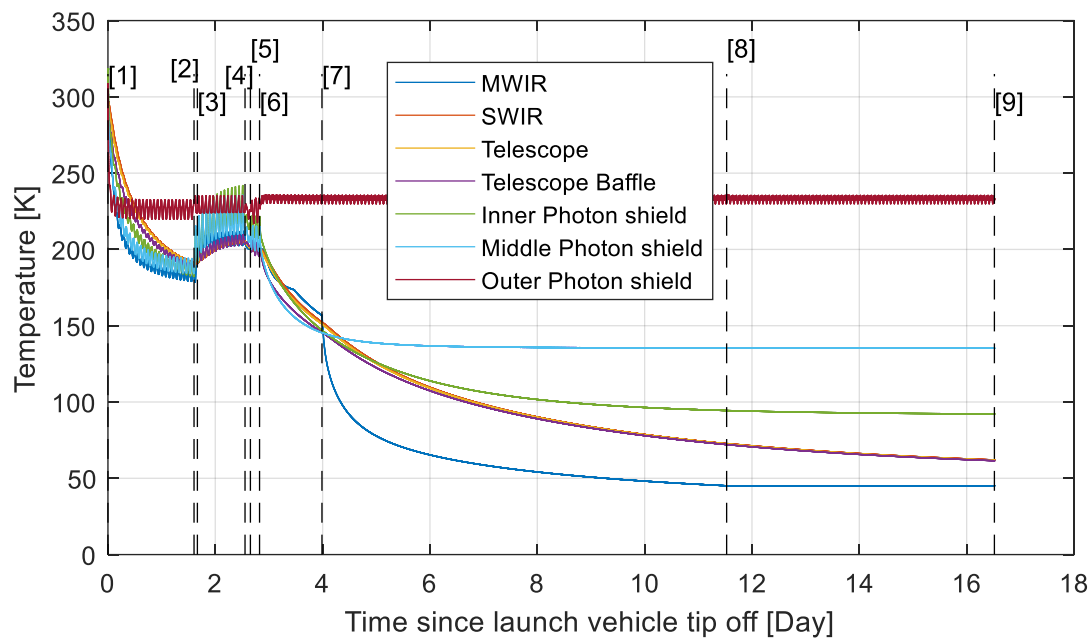 350
300
250
200
150
100
50
0
Temperature [K]
[1]
[2]
[3]
[4]
[5]
[6]
[7]
[8]
[9]
MWIR
SWIR
Telescope
Telescope Baffle
Inner Photon shield
Middle Photon shield
Outer Photon shield
0 2 4 6 8 10 12 14 16 18
Time since launch vehicle tip off [Day]